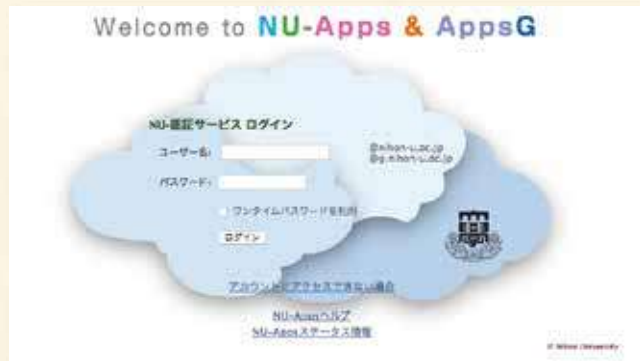 Welcome to NU-Apps & AppsG
NU-認証サービス ログイン
ユーザー名:
@nihon-u.ac.jp
@g.nihon-u.ac.jp
パスワード:
ワンタイムパスワードを利用
ログイン
アカウントにアクセスできない場合
NU-Appsヘルプ
NU-Appsステータス情報
© Nihon University